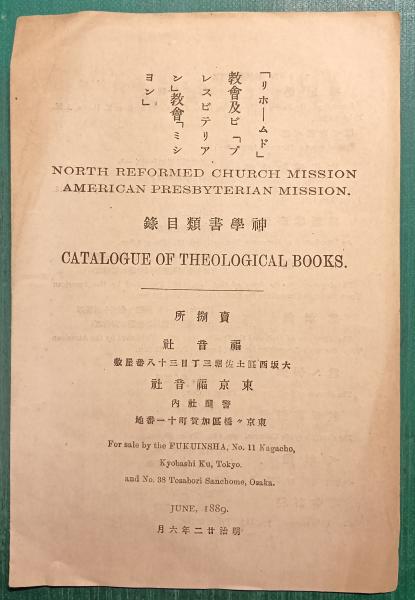 「リホームド」
教會及ビ「プ
レスビテリア
ン」教會「ミシ
ヨン」
NORTH REFORMED CHURCH MISSION
AMERICAN PRESBYTERIAN MISSION.
神學書類目錄
CATALOGUE OF THEOLOGICAL BOOKS.
賣捌所
福音社
大坂西區土佐堀三丁目三十八番屋敷
東京福音社
警醒社内
東京々橋區加賀町十一番地
For sale by the FUKUINSHA, No. 11 Kagacho,
Kyobashi Ku, Tokyo.
and No. 38 Tosabori Sanchome, Osaka.
JUNE, 1889.
明治廿二年六月